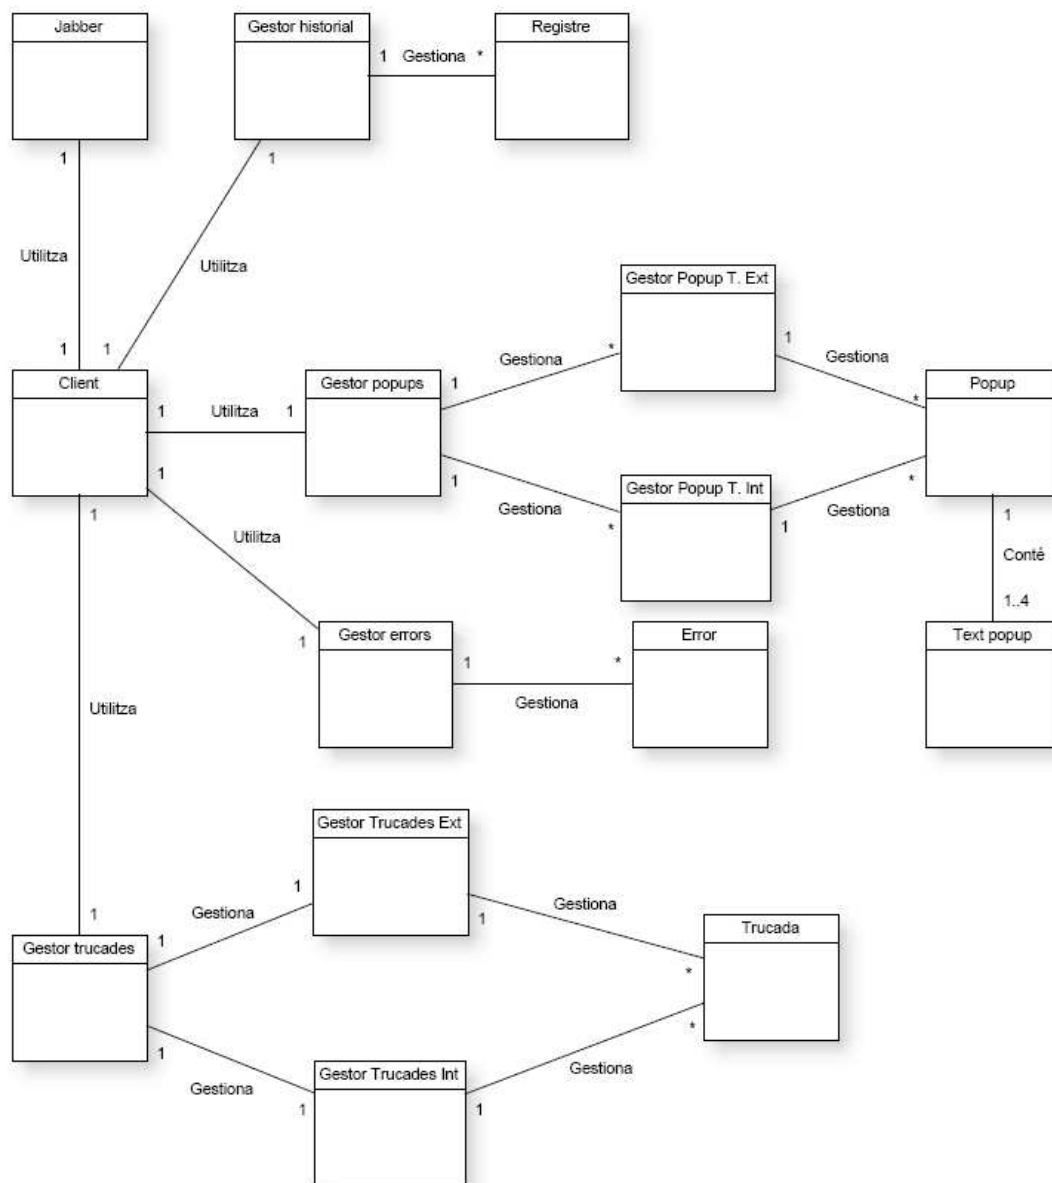 Jabber
Gestor historial
Registre
1 Gestiona *
1
1
Utilitza
Utilitza
Gestor Popup T. Ext
1
1
1
Gestiona
*
1
Gestiona
*
Client
Gestor popups
Popup
1 Utilitza 1
1
1
1
Gestiona
*
Gestor Popup T. Int
1
Gestiona
*
1
Utilitza
1
Conté
1..4
1
Gestor errors
1
*
Error
Text popup
Gestiona
Utilitza
Gestor Trucades Ext
1
1
Gestiona
1
1
Gestiona
*
Trucada
Gestor trucades
1
Gestiona
1
Gestor Trucades Int
1
Gestiona
*